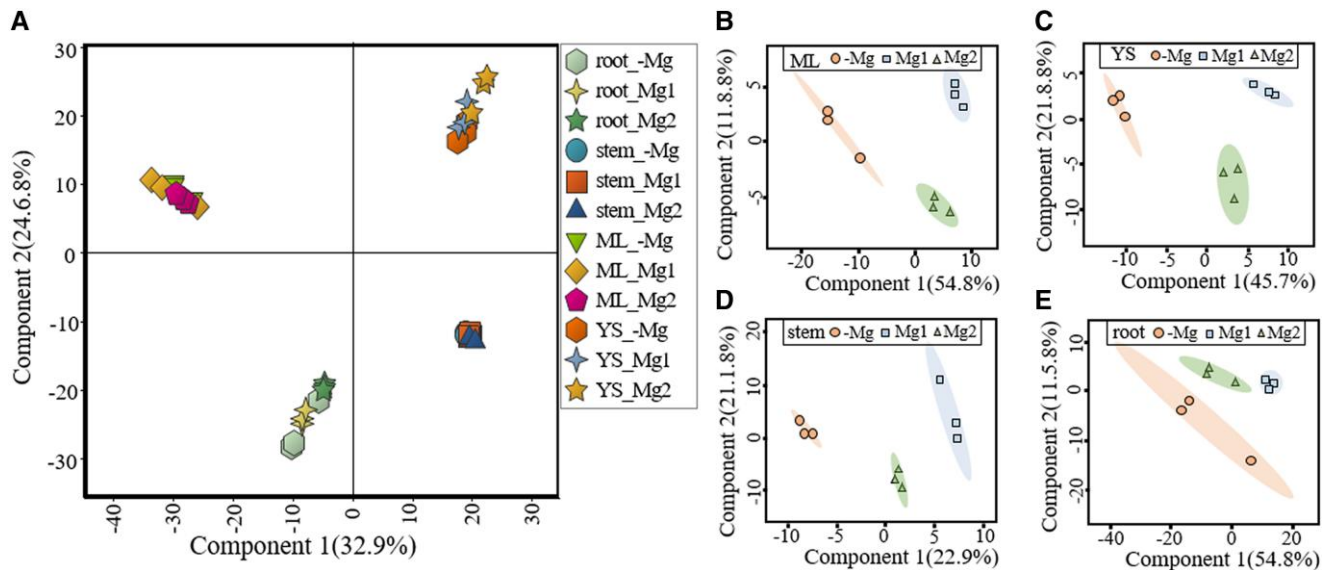 A
30
20
10
0
-10
-20
-30
-40
-30
-20
-10
0
10
20
30
Component 2(24.6.8%)
Component 1(32.9%)
root_-Mg
root_Mg1
root_Mg2
stem_-Mg
stem_Mg1
stem_Mg2
ML_-Mg
ML_Mg1
ML_Mg2
YS_-Mg
YS_Mg1
YS_Mg2
B
ML -Mg Mg1 Mg2
Component 2(11.8.8%)
5
0
-5
-20 -10 0 10
Component 1(54.8%)
C
YS -Mg Mg1 Mg2
Component 2(21.8.8%)
5
0
-5
-10
-10 -5 0 5 10
Component 1(45.7%)
D
stem -Mg Mg1 Mg2
Component 2(21.1.8%)
20
10
0
-10
-10 -5 0 5 10
Component 1(22.9%)
E
root -Mg Mg1 Mg2
Component 2(11.5.8%)
10
0
-10
-20
-40 -20 0 20
Component 1(54.8%)